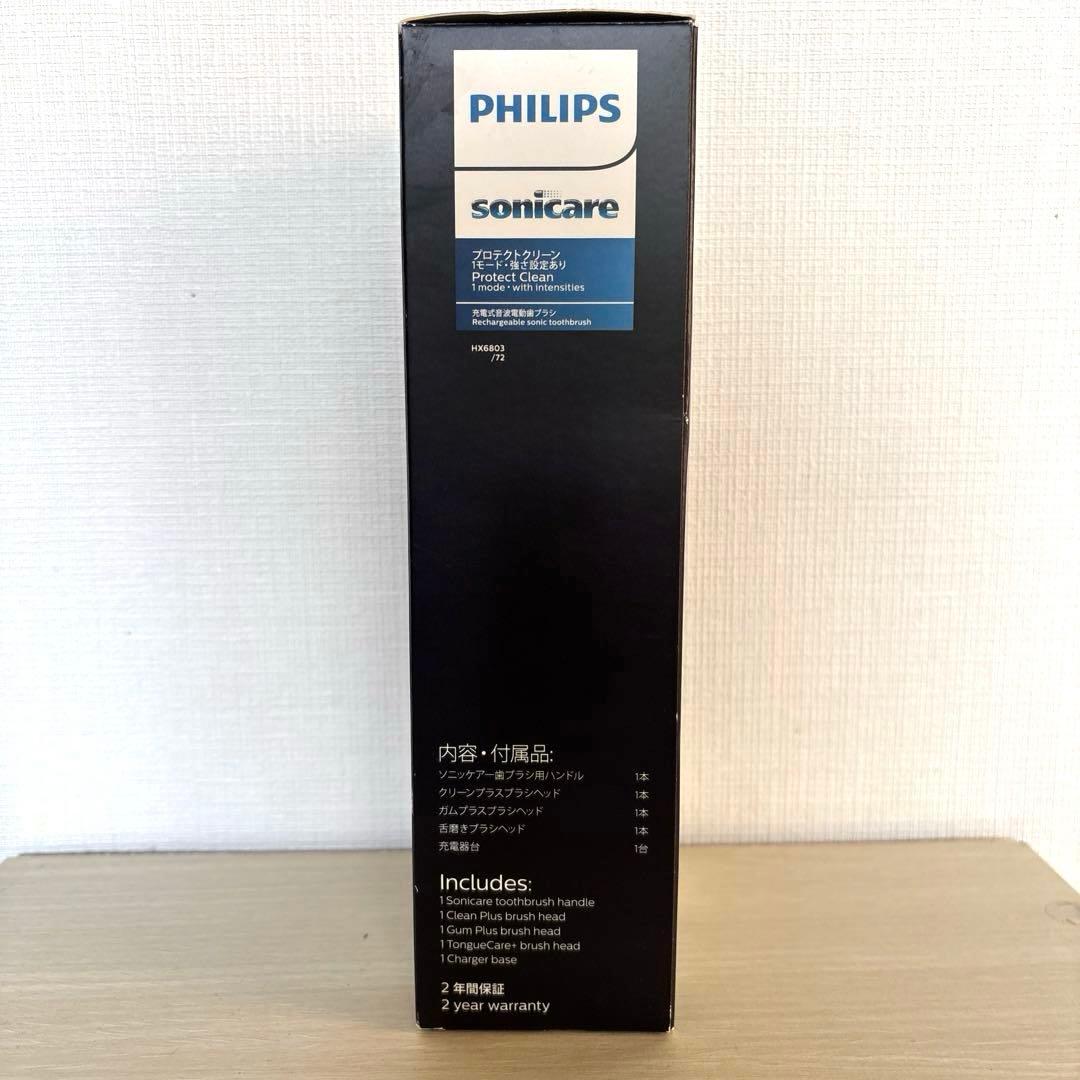 PHILIPS
sonicare
プロテクトクリーン
1モード・強さ設定あり
Protect Clean
1 mode・with intensities
充電式音波電動歯ブラシ
Rechargeable sonic toothbrush
HX6803
/72
内容・付属品:
ソニッケアー歯ブラシ用ハンドル 1本
クリーンプラスブラシヘッド 1本
ガムプラスブラシヘッド 1本
舌磨きブラシヘッド 1本
充電器台 1台
Includes:
1 Sonicare toothbrush handle
1 Clean Plus brush head
1 Gum Plus brush head
1 TongueCare+ brush head
1 Charger base
2 年間保証
2 year warranty